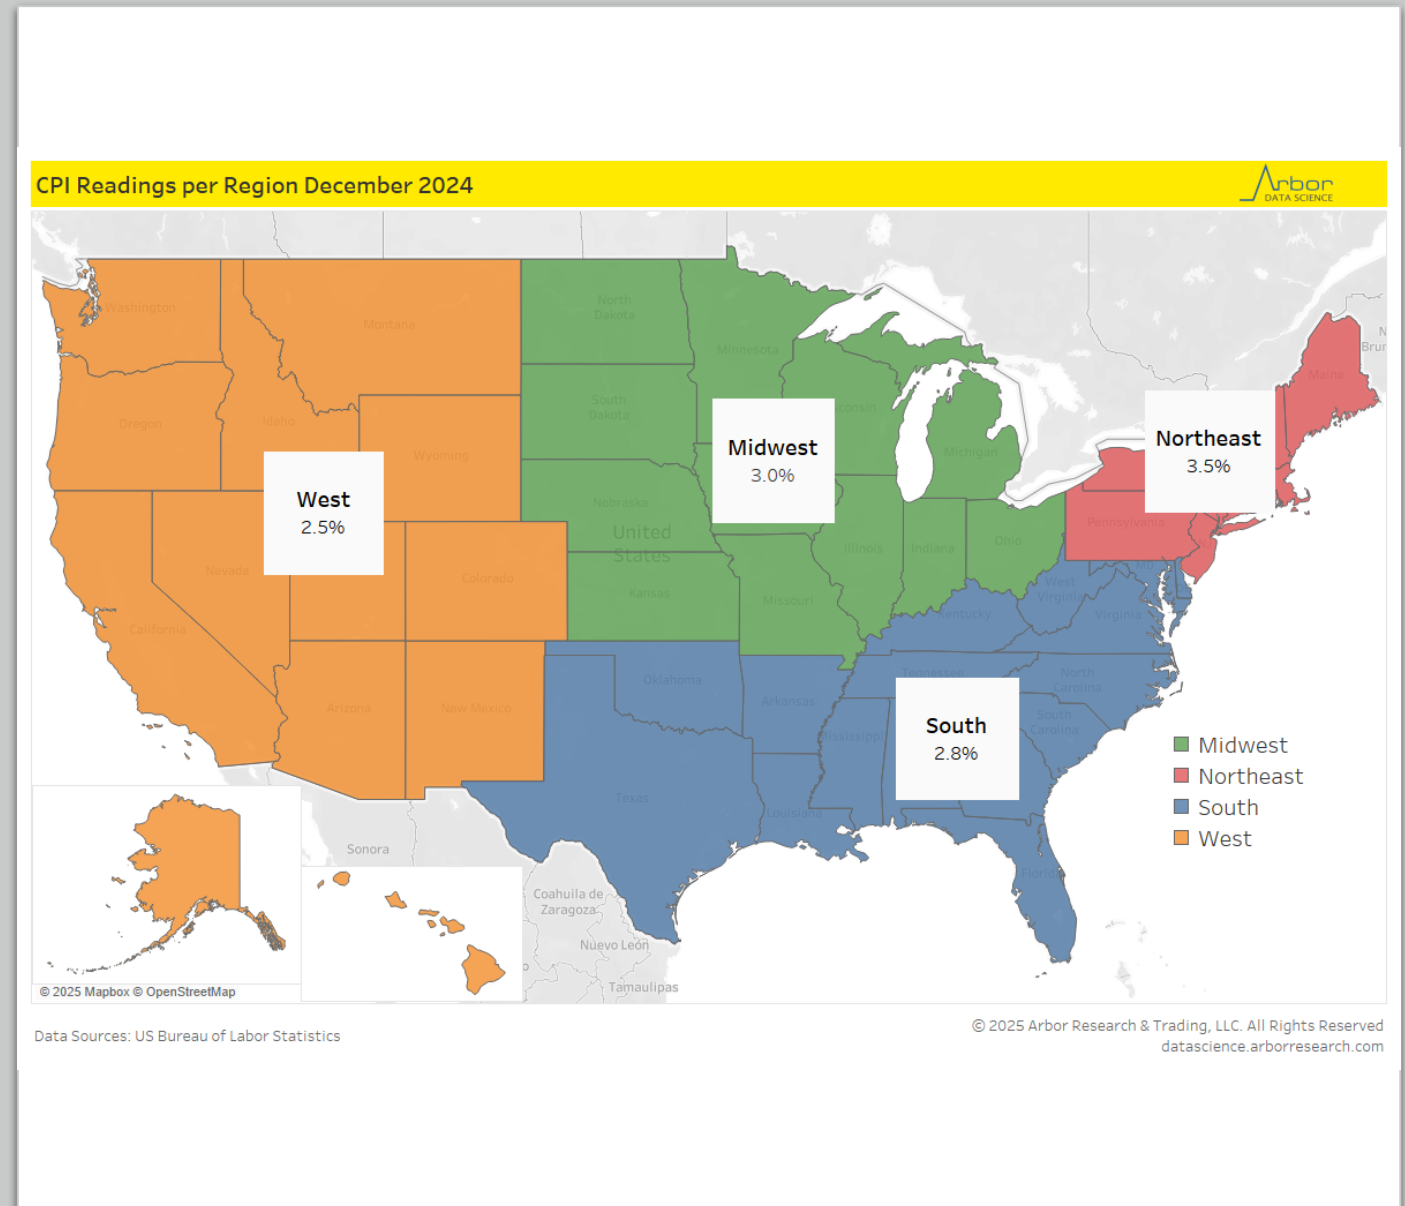 CPI Readings per Region December 2024
Arbor
DATA SCIENCE
Washington
Montana
North
Dakota
Minnesota
Maine
Oregon
Idaho
Wyoming
South
Dakota
Michigan
Midwest
3.0%
Northeast
3.5%
West
2.5%
Nebraska
United
States
Pennsylvania
Illinois
Indiana
Ohio
Nevada
Colorado
Kansas
Missouri
West
Virginia
MD
Virginia
Kentucky
California
Arizona
New Mexico
Oklahoma
Arkansas
Tennessee
North
Carolina
South
Carolina
Mississippi
South
2.8%
Texas
Louisiana
Florida
Midwest
Northeast
South
West
Sonora
Coahuila de
Zaragoza
Nuevo León
Tamaulipas
© 2025 Mapbox © OpenStreetMap
Data Sources: US Bureau of Labor Statistics
© 2025 Arbor Research & Trading, LLC. All Rights Reserved
datascience.arborresearch.com